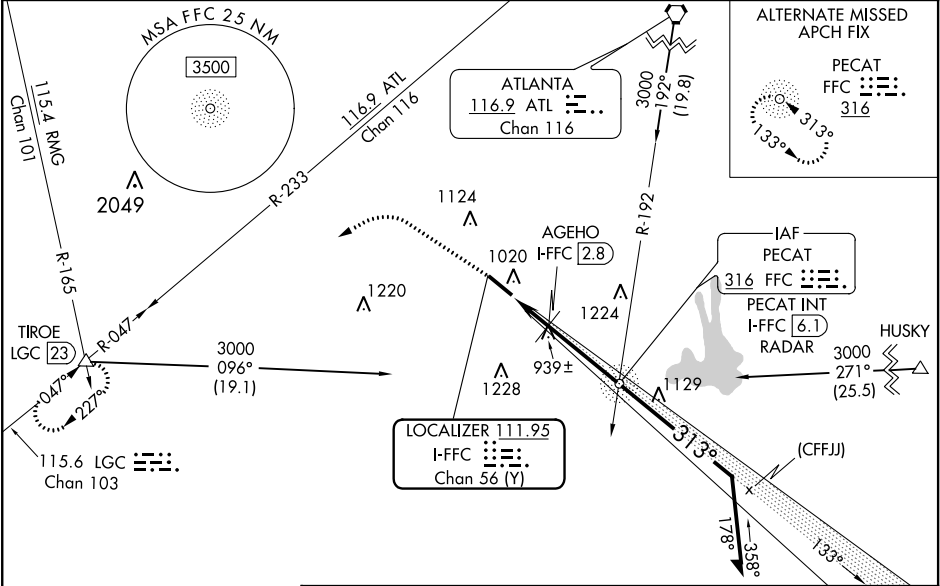 MSA FFC 25 NM
3500
2049
115.4 RMG
Chan 101
R-165
116.9 ATL
Chan 116
R-233
R-047
TIROE
LGC 23
047°
227°
115.6 LGC
Chan 103
3000
096°
(19.1)
1220
1124
1020
AGEHO
I-FFC 2.8
939±
1228
1224
1129
ATLANTA
116.9 ATL
Chan 116
3000
192°
(19.8)
R-192
ALTERNATE MISSED
APCH FIX
PECAT
FFC
316
313°
133°
IAF
PECAT
316 FFC
PECAT INT
I-FFC 6.1
RADAR
HUSKY
3000
271°
(25.5)
LOCALIZER 111.95
I-FFC
Chan 56 (Y)
313°
(CFFJJ)
x
178°
358°
133°